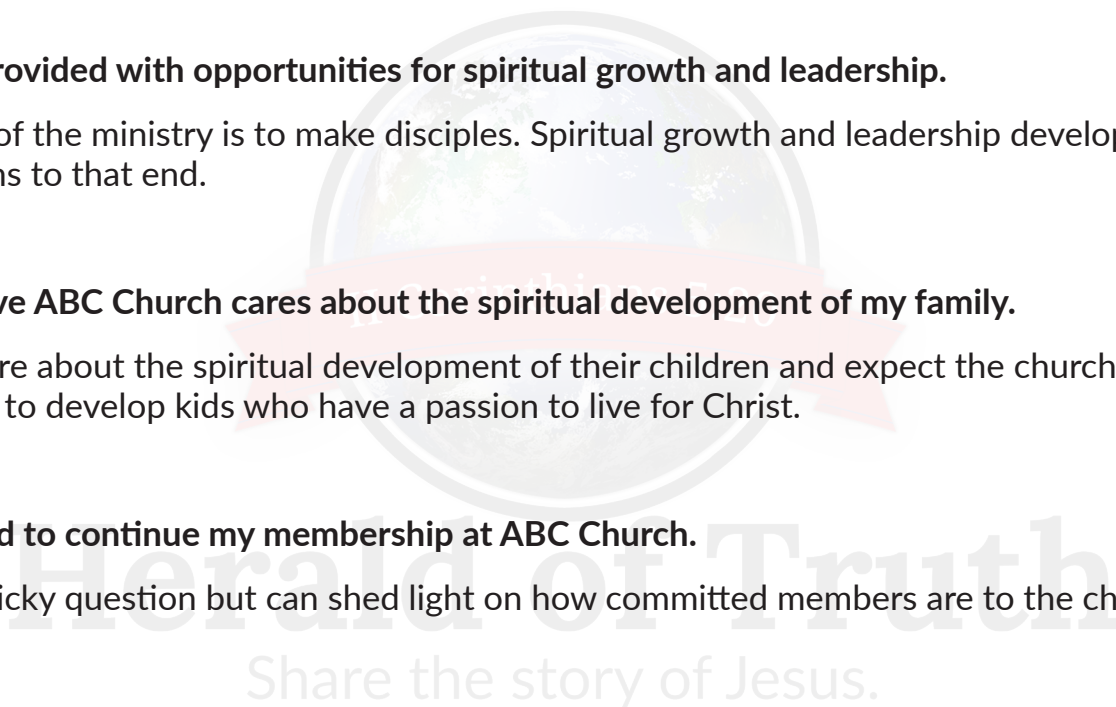 rovided with opportunities for spiritual growth and leadership.
of the ministry is to make disciples. Spiritual growth and leadership develop
ns to that end.
II Corinthians 5:20
ve ABC Church cares about the spiritual development of my family.
re about the spiritual development of their children and expect the church
to develop kids who have a passion to live for Christ.
d to continue my membership at ABC Church.
Herald of Truth
icky question but can shed light on how committed members are to the ch
Share the story of Jesus.